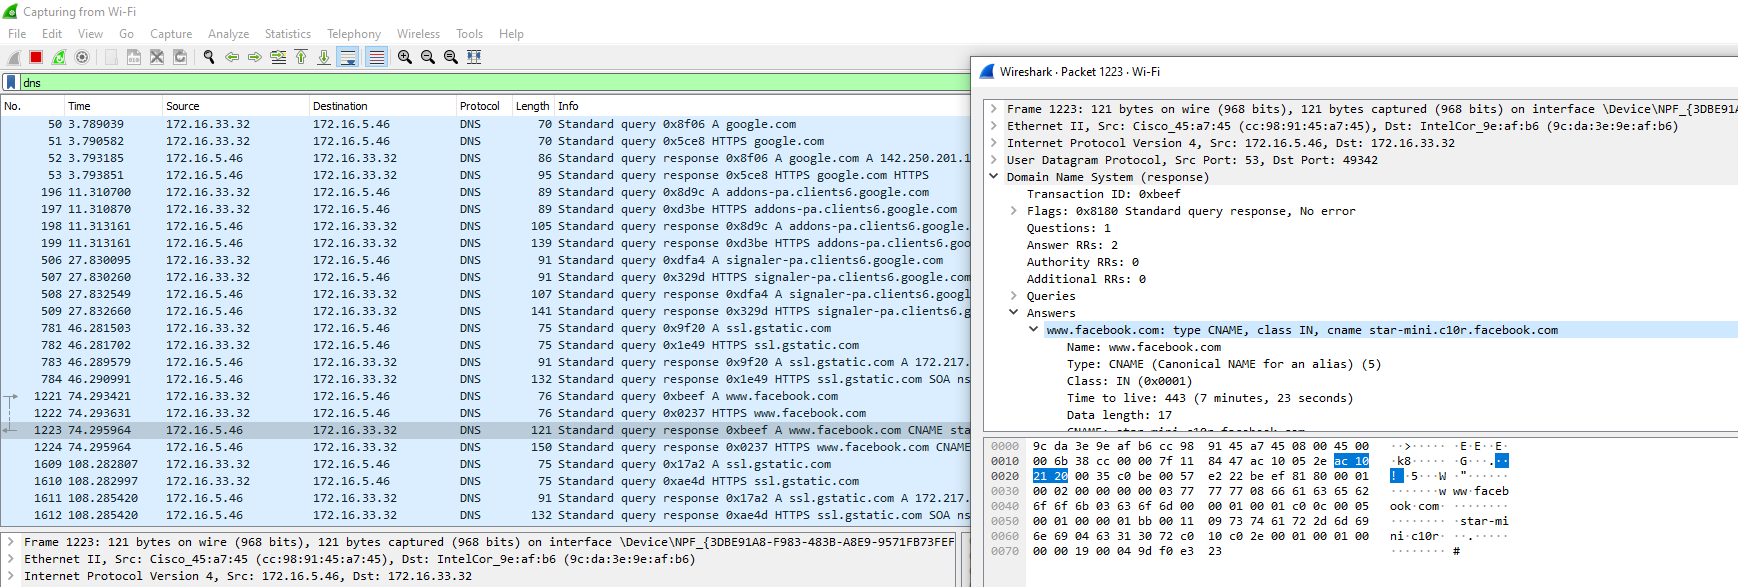 Capturing from Wi-Fi
File Edit View Go Capture Analyze Statistics Telephony Wireless Tools Help
dns
No. Time Source Destination Protocol Length Info
50 3.789039 172.16.33.32 172.16.5.46 DNS 70 Standard query 0x8f06 A google.com
51 3.790582 172.16.33.32 172.16.5.46 DNS 70 Standard query 0x5ce8 HTTPS google.com
52 3.793185 172.16.5.46 172.16.33.32 DNS 86 Standard query response 0x8f06 A google.com A 142.250.201.1
53 3.793851 172.16.5.46 172.16.33.32 DNS 95 Standard query response 0x5ce8 HTTPS google.com HTTPS
196 11.310700 172.16.33.32 172.16.5.46 DNS 89 Standard query 0x8d9c A addons-pa.clients6.google.com
197 11.310870 172.16.33.32 172.16.5.46 DNS 89 Standard query 0xd3be HTTPS addons-pa.clients6.google.com
198 11.313161 172.16.5.46 172.16.33.32 DNS 105 Standard query response 0x8d9c A addons-pa.clients6.google.
199 11.313161 172.16.5.46 172.16.33.32 DNS 139 Standard query response 0xd3be HTTPS addons-pa.clients6.goo
506 27.830095 172.16.33.32 172.16.5.46 DNS 91 Standard query 0xdfa4 A signaler-pa.clients6.google.com
507 27.830260 172.16.33.32 172.16.5.46 DNS 91 Standard query 0x329d HTTPS signaler-pa.clients6.google.com
508 27.832549 172.16.5.46 172.16.33.32 DNS 107 Standard query response 0xdfa4 A signaler-pa.clients6.googl
509 27.832660 172.16.5.46 172.16.33.32 DNS 141 Standard query response 0x329d HTTPS signaler-pa.clients6.g
781 46.281503 172.16.33.32 172.16.5.46 DNS 75 Standard query 0x9f20 A ssl.gstatic.com
782 46.281702 172.16.33.32 172.16.5.46 DNS 75 Standard query 0x1e49 HTTPS ssl.gstatic.com
783 46.289579 172.16.5.46 172.16.33.32 DNS 91 Standard query response 0x9f20 A ssl.gstatic.com A 172.217.
784 46.290991 172.16.5.46 172.16.33.32 DNS 132 Standard query response 0x1e49 HTTPS ssl.gstatic.com SOA ns
1221 74.293421 172.16.33.32 172.16.5.46 DNS 76 Standard query 0xbeef A www.facebook.com
1222 74.293631 172.16.33.32 172.16.5.46 DNS 76 Standard query 0x0237 HTTPS www.facebook.com
1223 74.295964 172.16.5.46 172.16.33.32 DNS 121 Standard query response 0xbeef A www.facebook.com CNAME sta
1224 74.295964 172.16.5.46 172.16.33.32 DNS 150 Standard query response 0x0237 HTTPS www.facebook.com CNAME
1609 108.282807 172.16.33.32 172.16.5.46 DNS 75 Standard query 0x17a2 A ssl.gstatic.com
1610 108.282997 172.16.33.32 172.16.5.46 DNS 75 Standard query 0xae4d HTTPS ssl.gstatic.com
1611 108.285420 172.16.5.46 172.16.33.32 DNS 91 Standard query response 0x17a2 A ssl.gstatic.com A 172.217.
1612 108.285420 172.16.5.46 172.16.33.32 DNS 132 Standard query response 0xae4d HTTPS ssl.gstatic.com SOA ns
Frame 1223: 121 bytes on wire (968 bits), 121 bytes captured (968 bits) on interface \Device\NPF_{3DBE91A8-F983-483B-A8E9-9571FB73FEF
Ethernet II, Src: Cisco_45:a7:45 (cc:98:91:45:a7:45), Dst: IntelCor_9e:af:b6 (9c:da:3e:9e:af:b6)
Internet Protocol Version 4, Src: 172.16.5.46, Dst: 172.16.33.32
Wireshark · Packet 1223 · Wi-Fi
Frame 1223: 121 bytes on wire (968 bits), 121 bytes captured (968 bits) on interface \Device\NPF_{3DBE91A
Ethernet II, Src: Cisco_45:a7:45 (cc:98:91:45:a7:45), Dst: IntelCor_9e:af:b6 (9c:da:3e:9e:af:b6)
Internet Protocol Version 4, Src: 172.16.5.46, Dst: 172.16.33.32
User Datagram Protocol, Src Port: 53, Dst Port: 49342
Domain Name System (response)
Transaction ID: 0xbeef
Flags: 0x8180 Standard query response, No error
Questions: 1
Answer RRs: 2
Authority RRs: 0
Additional RRs: 0
Queries
Answers
www.facebook.com: type CNAME, class IN, cname star-mini.c10r.facebook.com
Name: www.facebook.com
Type: CNAME (Canonical NAME for an alias) (5)
Class: IN (0x0001)
Time to live: 443 (7 minutes, 23 seconds)
Data length: 17
CNAME: star-mini.c10r.facebook.com
0000 9c da 3e 9e af b6 cc 98 91 45 a7 45 08 00 45 00 ··>····· ·E·E··E·
0010 00 6b 38 cc 00 00 7f 11 84 47 ac 10 05 2e ac 10 ·k8····· ·G···.··
0020 21 20 00 35 c0 be 00 57 e2 22 be ef 81 80 00 01 ! ·5···W ·"······
0030 00 02 00 00 00 00 03 77 77 77 08 66 61 63 65 62 ·······w ww·faceb
0040 6f 6f 6b 03 63 6f 6d 00 00 01 00 01 c0 0c 00 05 ook·com· ········
0050 00 01 00 00 01 bb 00 11 09 73 74 61 72 2d 6d 69 ········ ·star-mi
0060 6e 69 04 63 31 30 72 c0 10 c0 2e 00 01 00 01 00 ni·c10r· ··.·····
0070 00 00 19 00 04 9d f0 e3 23 ········ #